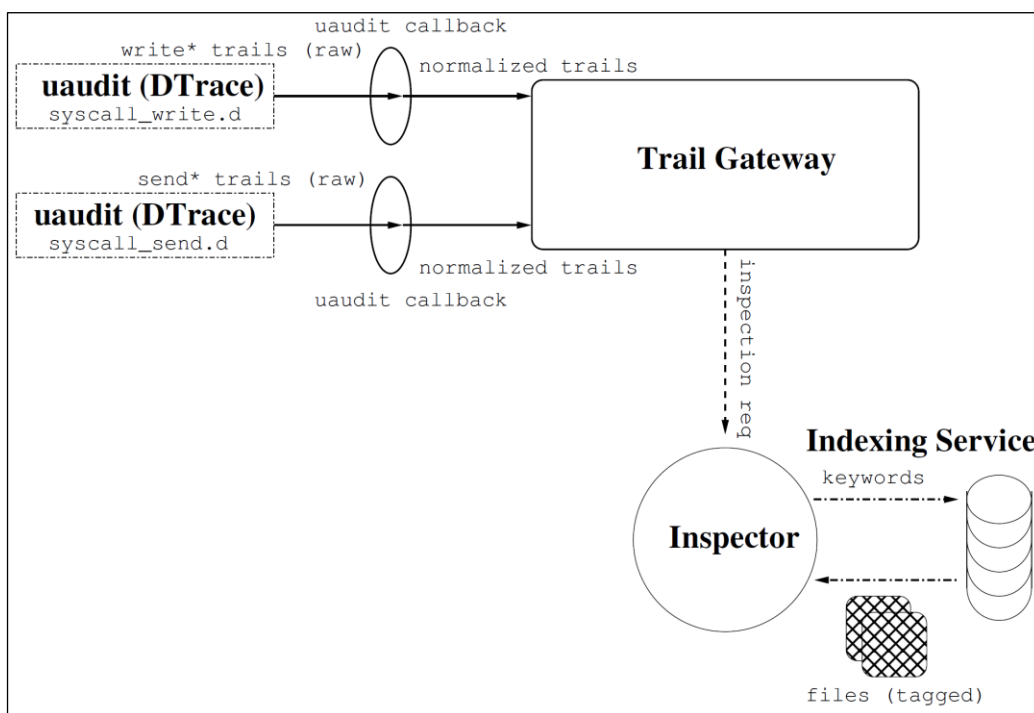 uaudit callback
write* trails (raw)
normalized trails
uaudit (DTrace)
syscall_write.d
Trail Gateway
send* trails (raw)
uaudit (DTrace)
syscall_send.d
normalized trails
uaudit callback
inspection req
Indexing Service
keywords
Inspector
files (tagged)